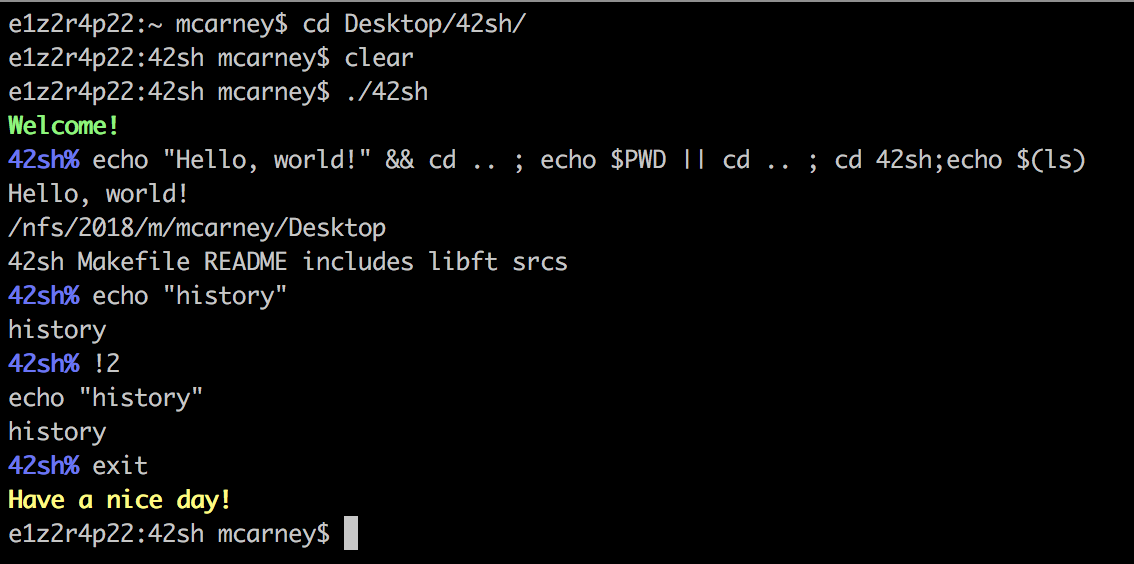 e1z2r4p22:~ mcarney$ cd Desktop/42sh/
e1z2r4p22:42sh mcarney$ clear
e1z2r4p22:42sh mcarney$ ./42sh
Welcome!
42sh% echo "Hello, world!" && cd .. ; echo $PWD || cd .. ; cd 42sh;echo $(ls)
Hello, world!
/nfs/2018/m/mcarney/Desktop
42sh Makefile README includes libft srcs
42sh% echo "history"
history
42sh% !2
echo "history"
history
42sh% exit
Have a nice day!
e1z2r4p22:42sh mcarney$